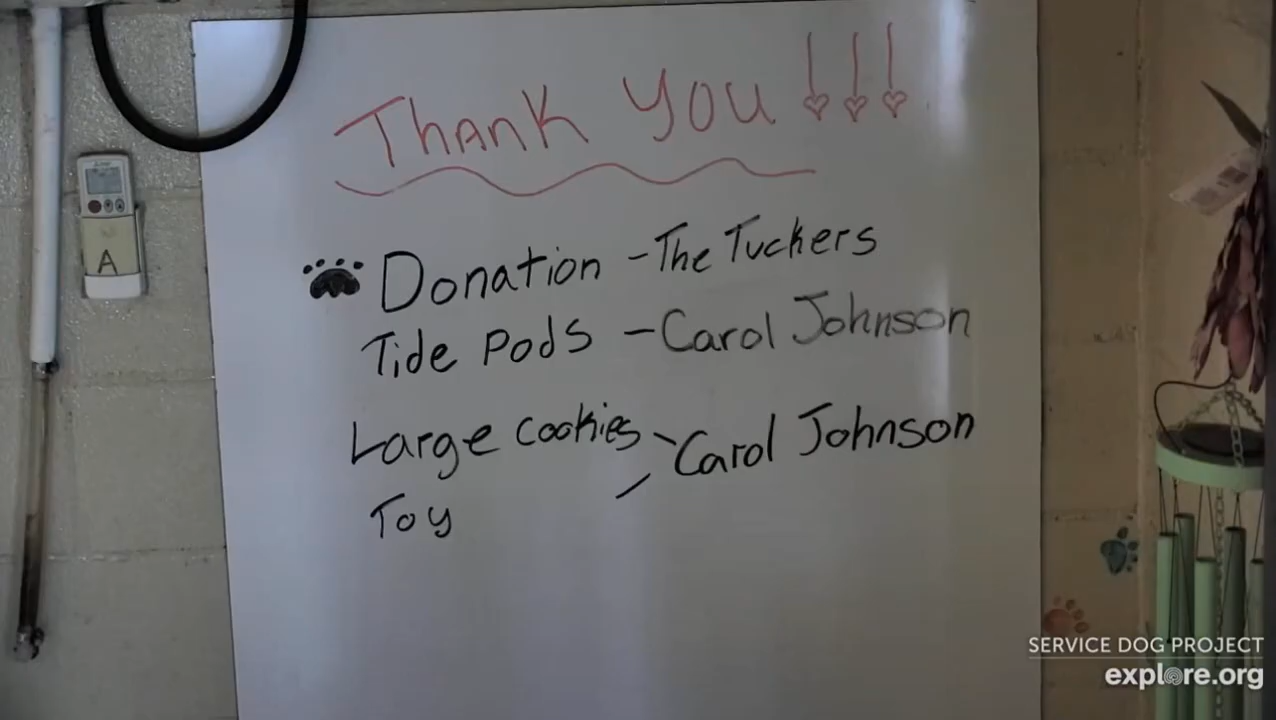 Thank You !!!
Donation - The Tuckers
Tide Pods - Carol Johnson
Large Cookies - Carol Johnson
Toy
A
SERVICE DOG PROJECT
explore.org